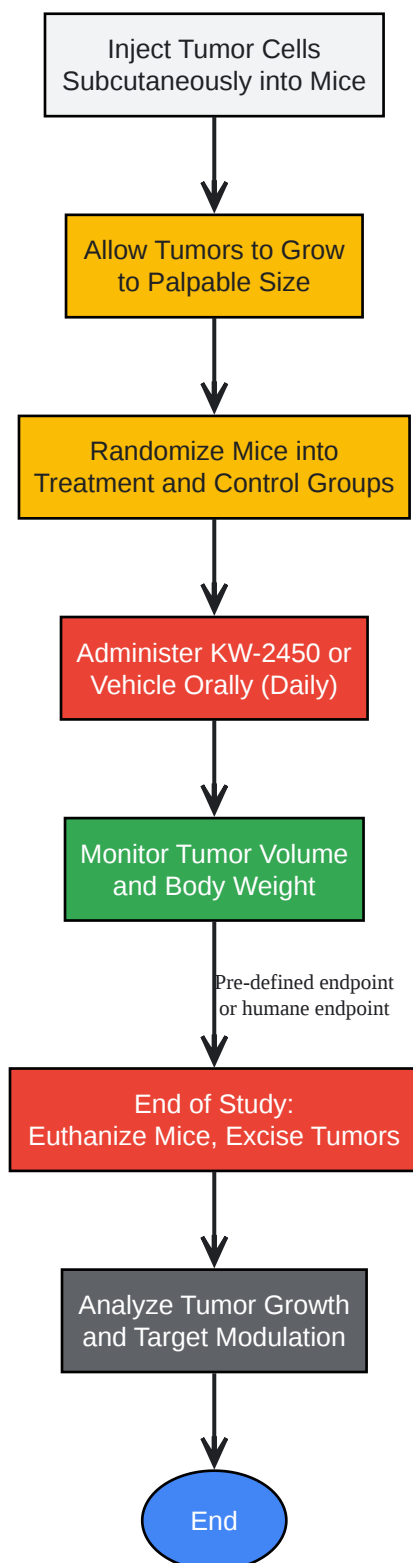 Inject Tumor Cells
Subcutaneously into Mice
Allow Tumors to Grow
to Palpable Size
Randomize Mice into
Treatment and Control Groups
Administer KW-2450 or
Vehicle Orally (Daily)
Monitor Tumor Volume
and Body Weight
Pre-defined endpoint
or humane endpoint
End of Study:
Euthanize Mice, Excise Tumors
Analyze Tumor Growth
and Target Modulation
End